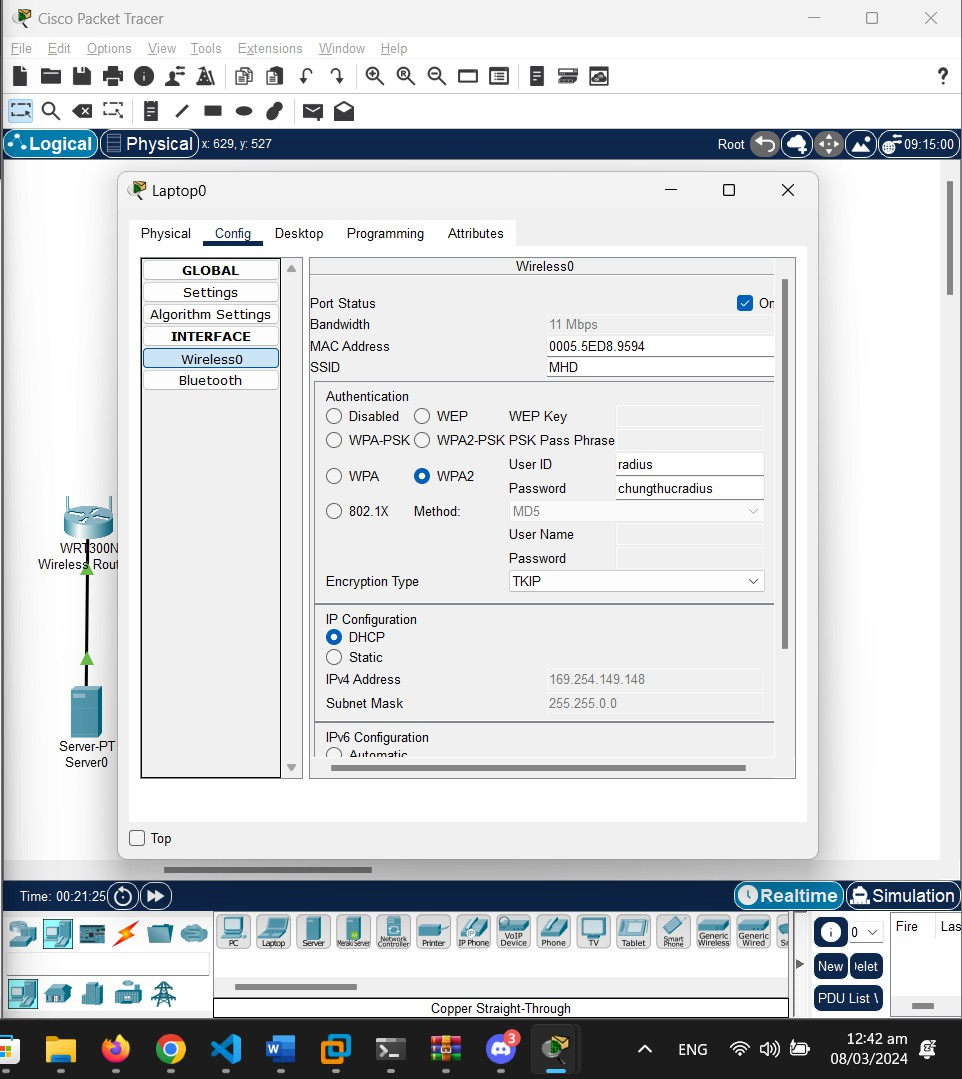 Cisco Packet Tracer
File Edit Options View Tools Extensions Window Help
Logical Physical x: 629, y: 527 Root 09:15:00
Laptop0
Physical Config Desktop Programming Attributes
GLOBAL
Settings
Algorithm Settings
INTERFACE
Wireless0
Bluetooth
Wireless0
Port Status On
Bandwidth 11 Mbps
MAC Address 0005.5ED8.9594
SSID MHD
Authentication
Disabled WEP WEP Key
WPA-PSK WPA2-PSK PSK Pass Phrase
WPA WPA2 User ID radius
Password chungthucradius
802.1X Method: MD5
User Name
Password
Encryption Type TKIP
IP Configuration
DHCP
Static
IPv4 Address 169.254.149.148
Subnet Mask 255.255.0.0
IPv6 Configuration
Automatic
Top
WRT300N
Wireless Rout
Server-PT
Server0
Time: 00:21:25 Realtime Simulation
PC Laptop Server Meraki Server Network Controller Printer IP Phone VoIP Device Phone TV Tablet Smart Phone Generic Wireless Generic Wired
Copper Straight-Through
0 Fire Las
New elet
PDU List
ENG 12:42 am
08/03/2024
3